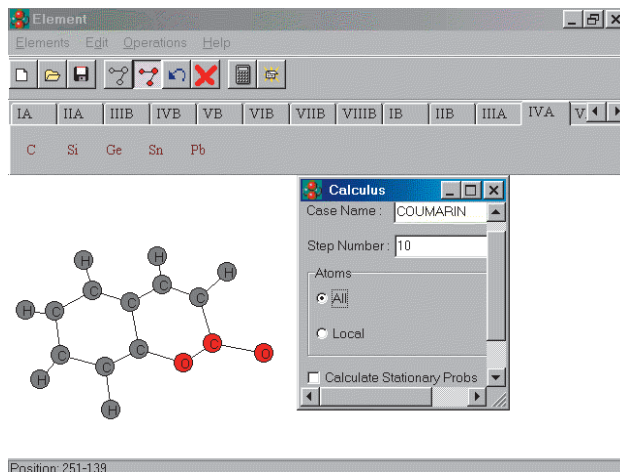 Element
Elements Edit Operations Help
IA IIA IIIB IVB VB VIB VIIB VIIIB IB IIB IIIA IVA V
C Si Ge Sn Pb
Calculus
Case Name : COUMARIN
Step Number : 10
Atoms
All
Local
Calculate Stationary Probs
H H H
C C C
H C C C
C C C O
C O
H
H
Position: 251-139